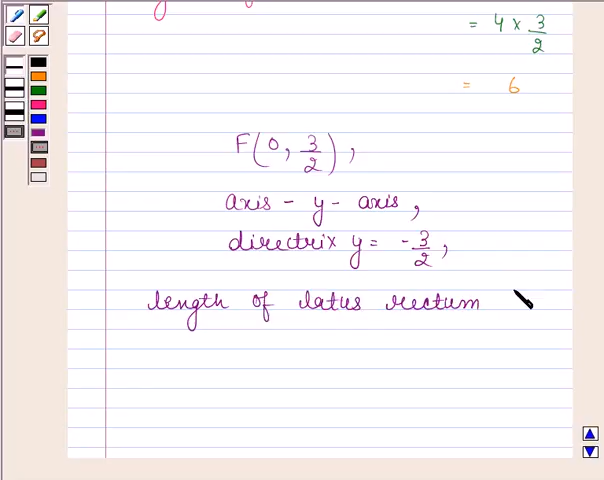 = 4 × 3/2
= 6
F(0, 3/2),
axis - y - axis,
directrix y = -3/2,
length of latus rectum